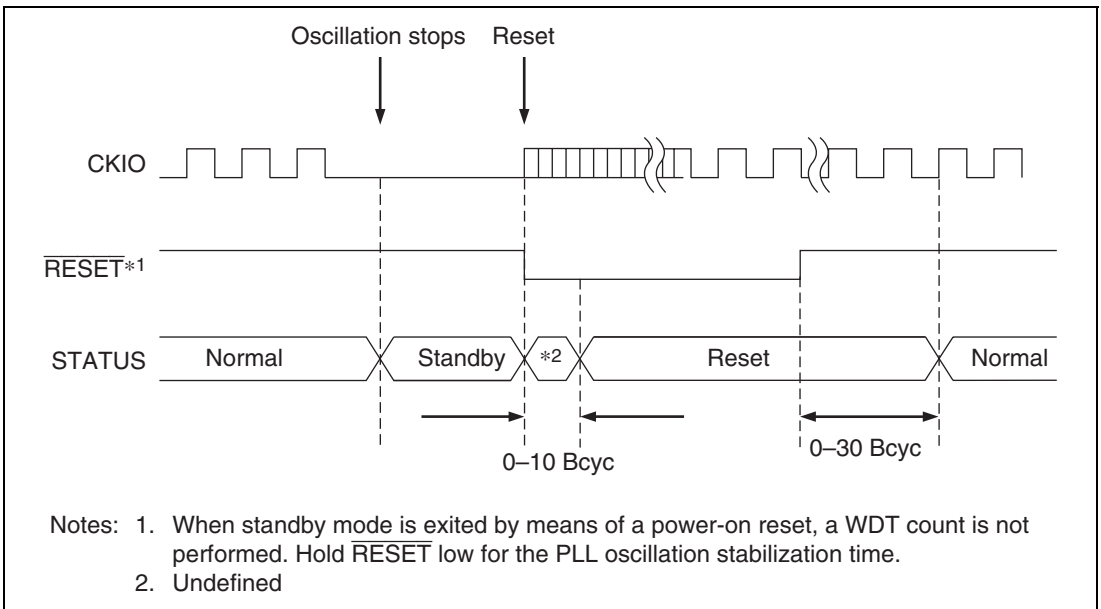 Oscillation stops Reset
CKIO
RESET*1
STATUS Normal Standby *2 Reset Normal
0–10 Bcyc 0–30 Bcyc
Notes: 1. When standby mode is exited by means of a power-on reset, a WDT count is not
performed. Hold RESET low for the PLL oscillation stabilization time.
2. Undefined